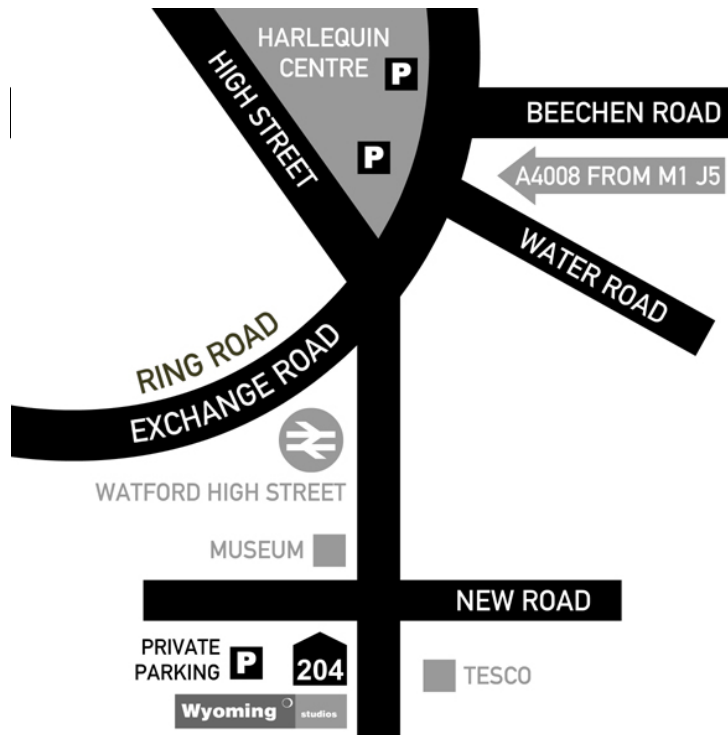 HARLEQUIN
CENTRE
P
HIGH STREET
P
BEECHEN ROAD
A4008 FROM M1 J5
WATER ROAD
RING ROAD
EXCHANGE ROAD
WATFORD HIGH STREET
MUSEUM
NEW ROAD
PRIVATE
PARKING
P
204
TESCO
Wyoming studios